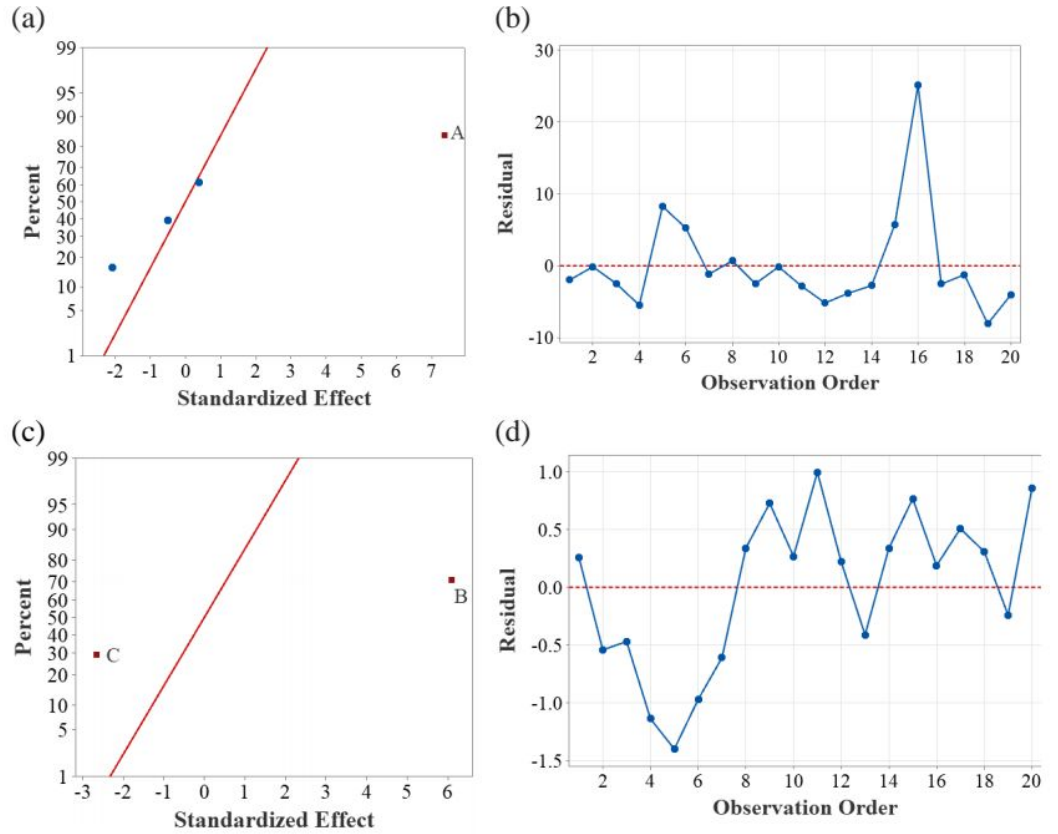 (a)
99
95
90
80
70
60
50
40
30
20
10
5
1
Percent
A
-2 -1 0 1 2 3 4 5 6 7
Standardized Effect
(b)
30
20
10
0
-10
Residual
2 4 6 8 10 12 14 16 18 20
Observation Order
(c)
99
95
90
80
70
60
50
40
30
20
10
5
1
Percent
B
C
-3 -2 -1 0 1 2 3 4 5 6
Standardized Effect
(d)
1.0
0.5
0.0
-0.5
-1.0
-1.5
Residual
2 4 6 8 10 12 14 16 18 20
Observation Order